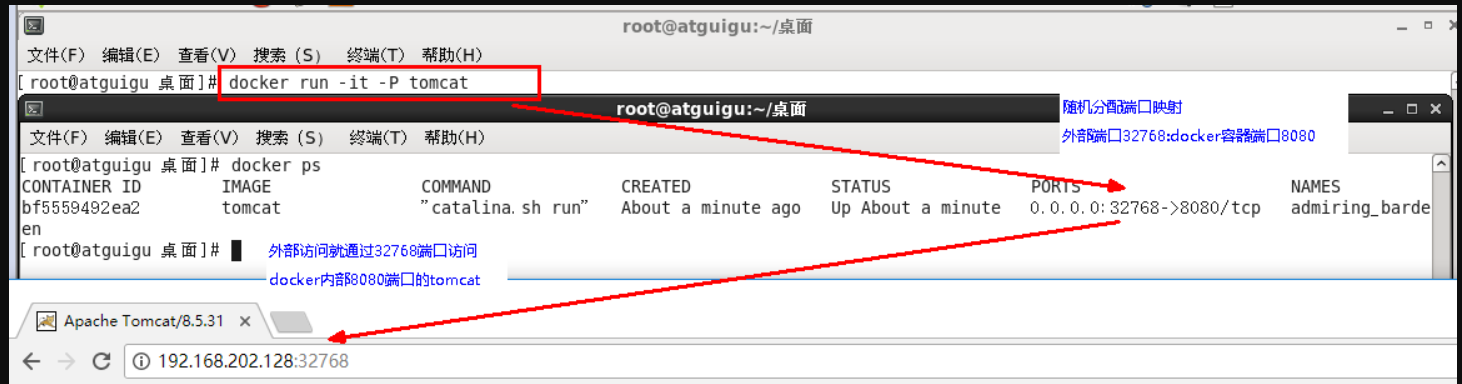 root@atguigu:~/桌面
文件(F) 编辑(E) 查看(V) 搜索 (S) 终端(T) 帮助(H)
[root@atguigu 桌面]# docker run -it -P tomcat
root@atguigu:~/桌面
随机分配端口映射
文件(F) 编辑(E) 查看(V) 搜索 (S) 终端(T) 帮助(H)
外部端口32768:docker容器端口8080
[root@atguigu 桌面]# docker ps
CONTAINER ID IMAGE COMMAND CREATED STATUS PORTS NAMES
bf5559492ea2 tomcat "catalina.sh run" About a minute ago Up About a minute 0.0.0.0:32768->8080/tcp admiring_barde
en
[root@atguigu 桌面]#
外部访问就通过32768端口访问
docker内部8080端口的tomcat
Apache Tomcat/8.5.31
192.168.202.128:32768